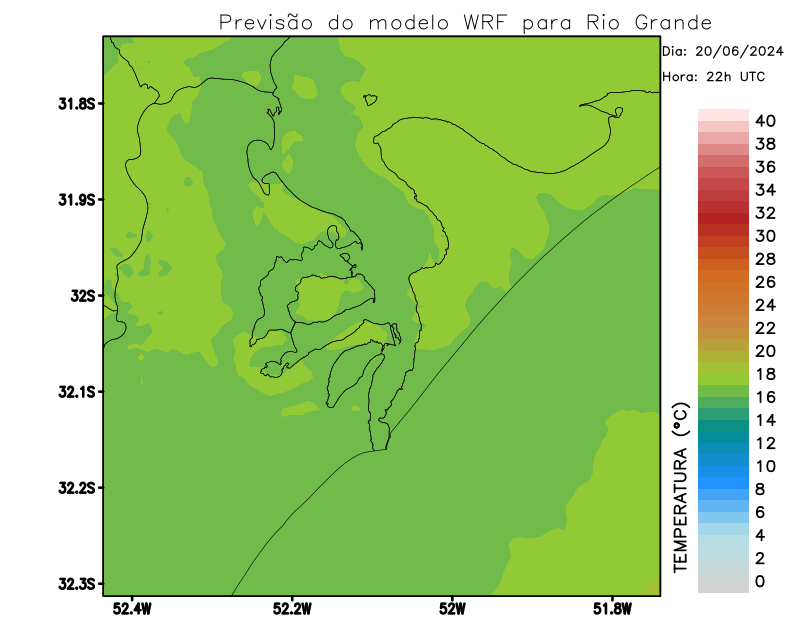 Previsão do modelo WRF para Rio Grande
Dia: 20/06/2024
Hora: 22h UTC
31.8S
31.9S
32S
32.1S
32.2S
32.3S
52.4W
52.2W
52W
51.8W
TEMPERATURA (°C)
40
38
36
34
32
30
28
26
24
22
20
18
16
14
12
10
8
6
4
2
0